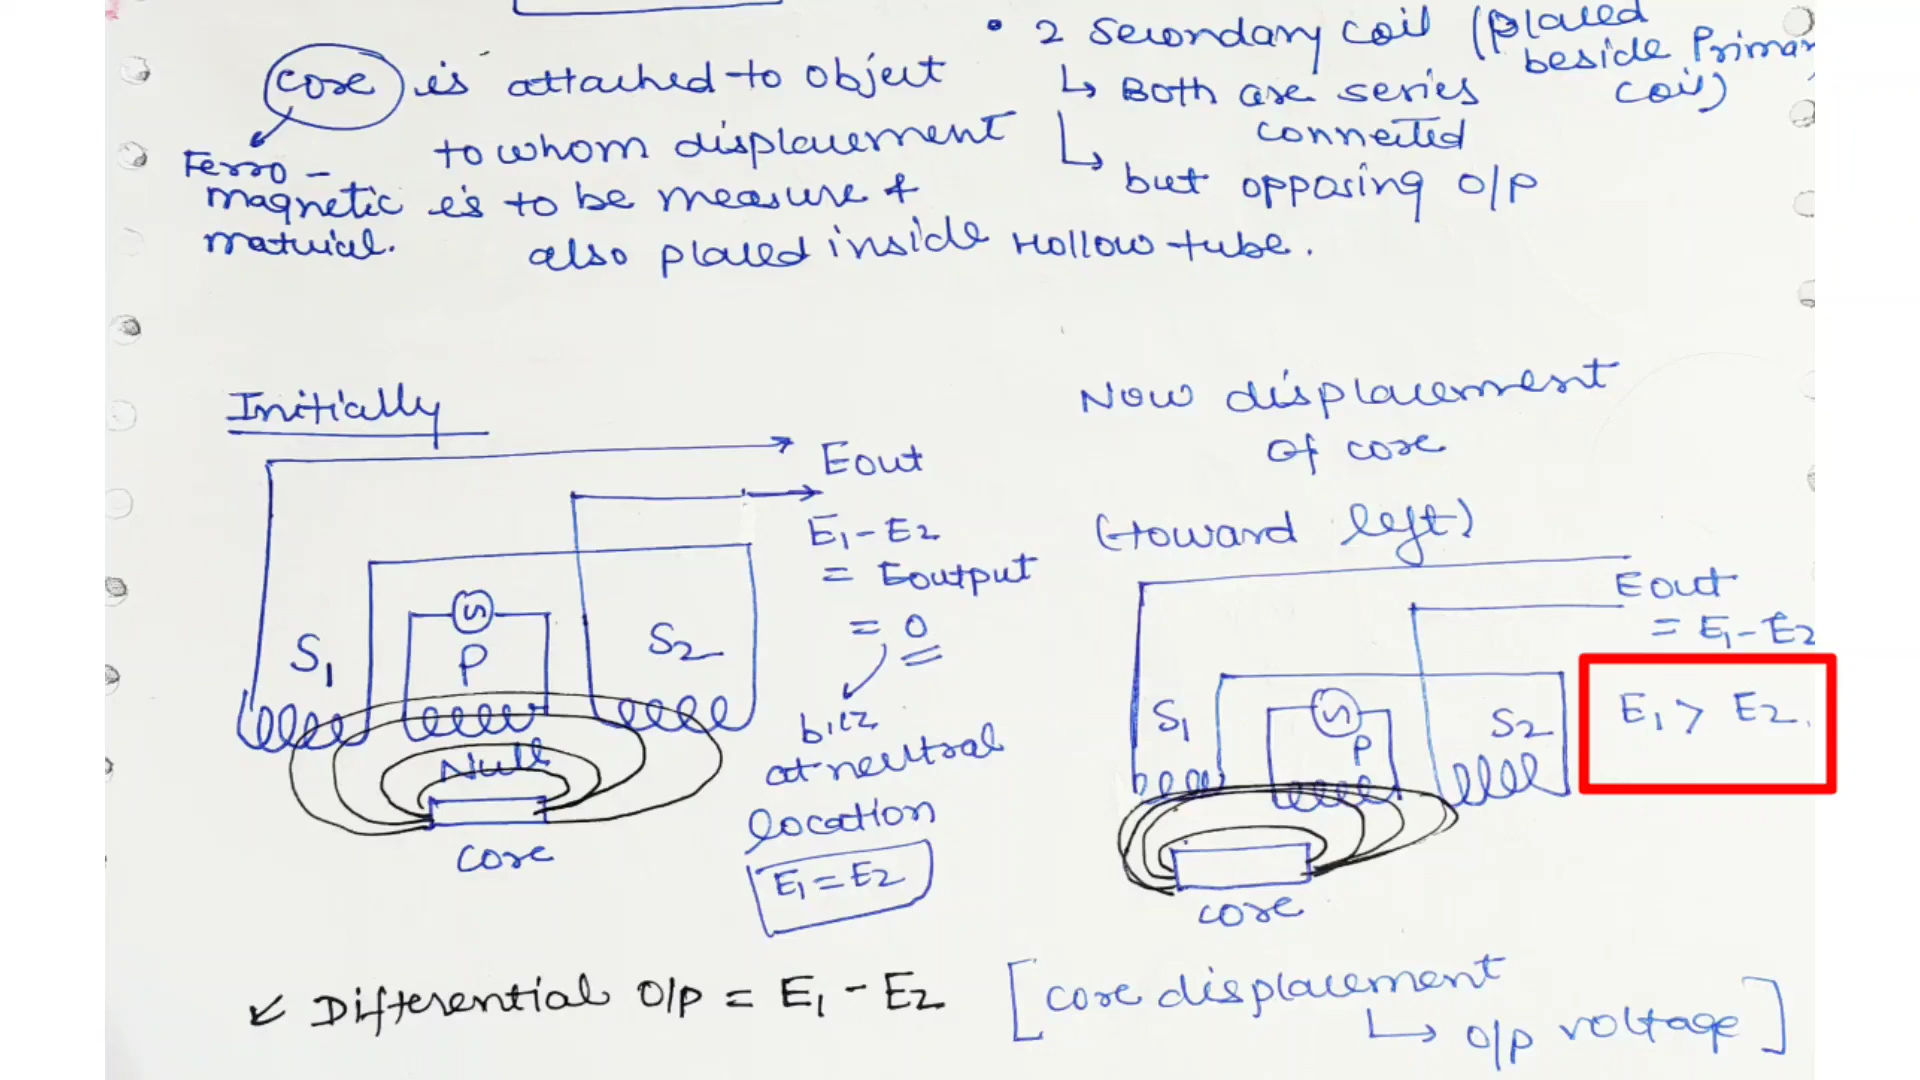 core is attached to object
Ferro-
magnetic
material.
to whom displacement
is to be measure &
also placed inside Hollow tube.
• 2 Secondary coil (placed
beside Primary
coil)
↳ Both are series
connected
↳ but opposing o/p
Initially
Eout
E1-E2
= Eoutput
= 0
bicz
at neutral
location
E1=E2
S1
P
S2
Null
core
Now displacement
of core
(toward left)
Eout
= E1-E2
E1> E2.
S1
P
S2
core
Differential O/p = E1-E2
[core displacement
↳ o/p voltage]